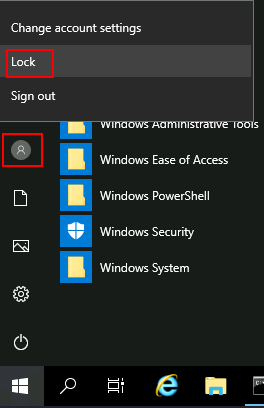 Change account settings
Lock
Sign out
Windows Administrative Tools
Windows Ease of Access
Windows PowerShell
Windows Security
Windows System